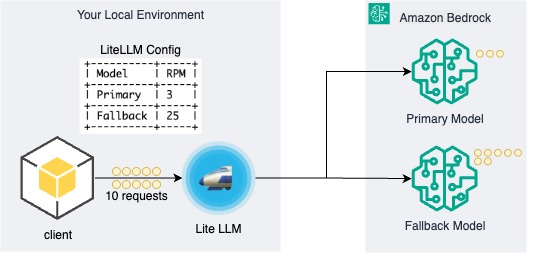 Your Local Environment
LiteLLM Config
+--------+-----+
| Model | RPM |
+--------+-----+
| Primary | 3 |
+--------+-----+
| Fallback | 25 |
+--------+-----+
10 requests
client
Lite LLM
Amazon Bedrock
Primary Model
Fallback Model